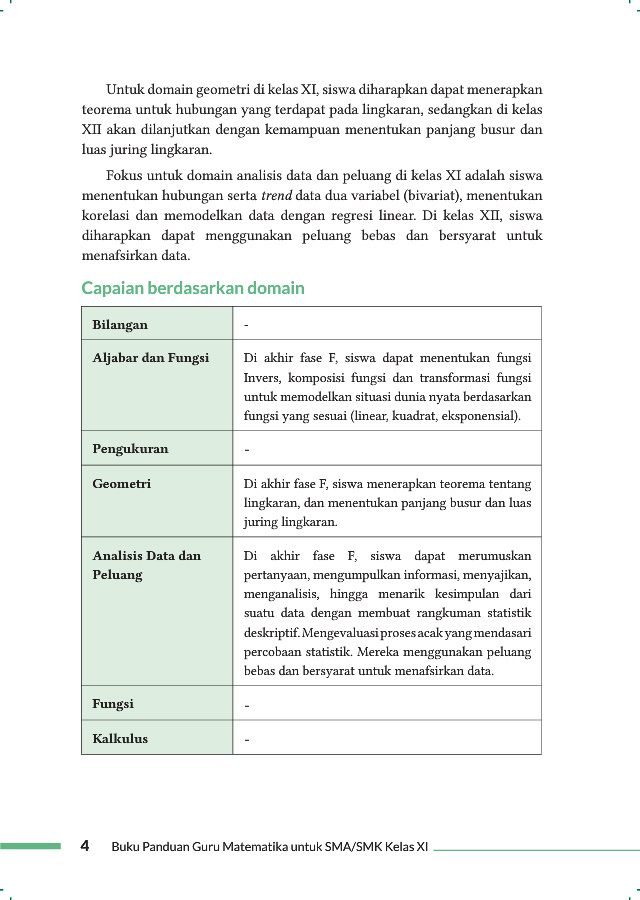 Untuk domain geometri di kelas XI, siswa diharapkan dapat menerapkan
teorema untuk hubungan yang terdapat pada lingkaran, sedangkan di kelas
XII akan dilanjutkan dengan kemampuan menentukan panjang busur dan
luas juring lingkaran.
Fokus untuk domain analisis data dan peluang di kelas XI adalah siswa
menentukan hubungan serta trend data dua variabel (bivariat), menentukan
korelasi dan memodelkan data dengan regresi linear. Di kelas XII, siswa
diharapkan dapat menggunakan peluang bebas dan bersyarat untuk
menafsirkan data.
Capaian berdasarkan domain
Bilangan
-
Aljabar dan Fungsi
Di akhir fase F, siswa dapat menentukan fungsi
Invers, komposisi fungsi dan transformasi fungsi
untuk memodelkan situasi dunia nyata berdasarkan
fungsi yang sesuai (linear, kuadrat, eksponensial).
Pengukuran
-
Geometri
Di akhir fase F, siswa menerapkan teorema tentang
lingkaran, dan menentukan panjang busur dan luas
juring lingkaran.
Analisis Data dan
Peluang
Di akhir fase F, siswa dapat merumuskan
pertanyaan, mengumpulkan informasi, menyajikan,
menganalisis, hingga menarik kesimpulan dari
suatu data dengan membuat rangkuman statistik
deskriptif. Mengevaluasi proses acak yang mendasari
percobaan statistik. Mereka menggunakan peluang
bebas dan bersyarat untuk menafsirkan data.
Fungsi
-
Kalkulus
-
4 Buku Panduan Guru Matematika untuk SMA/SMK Kelas XI